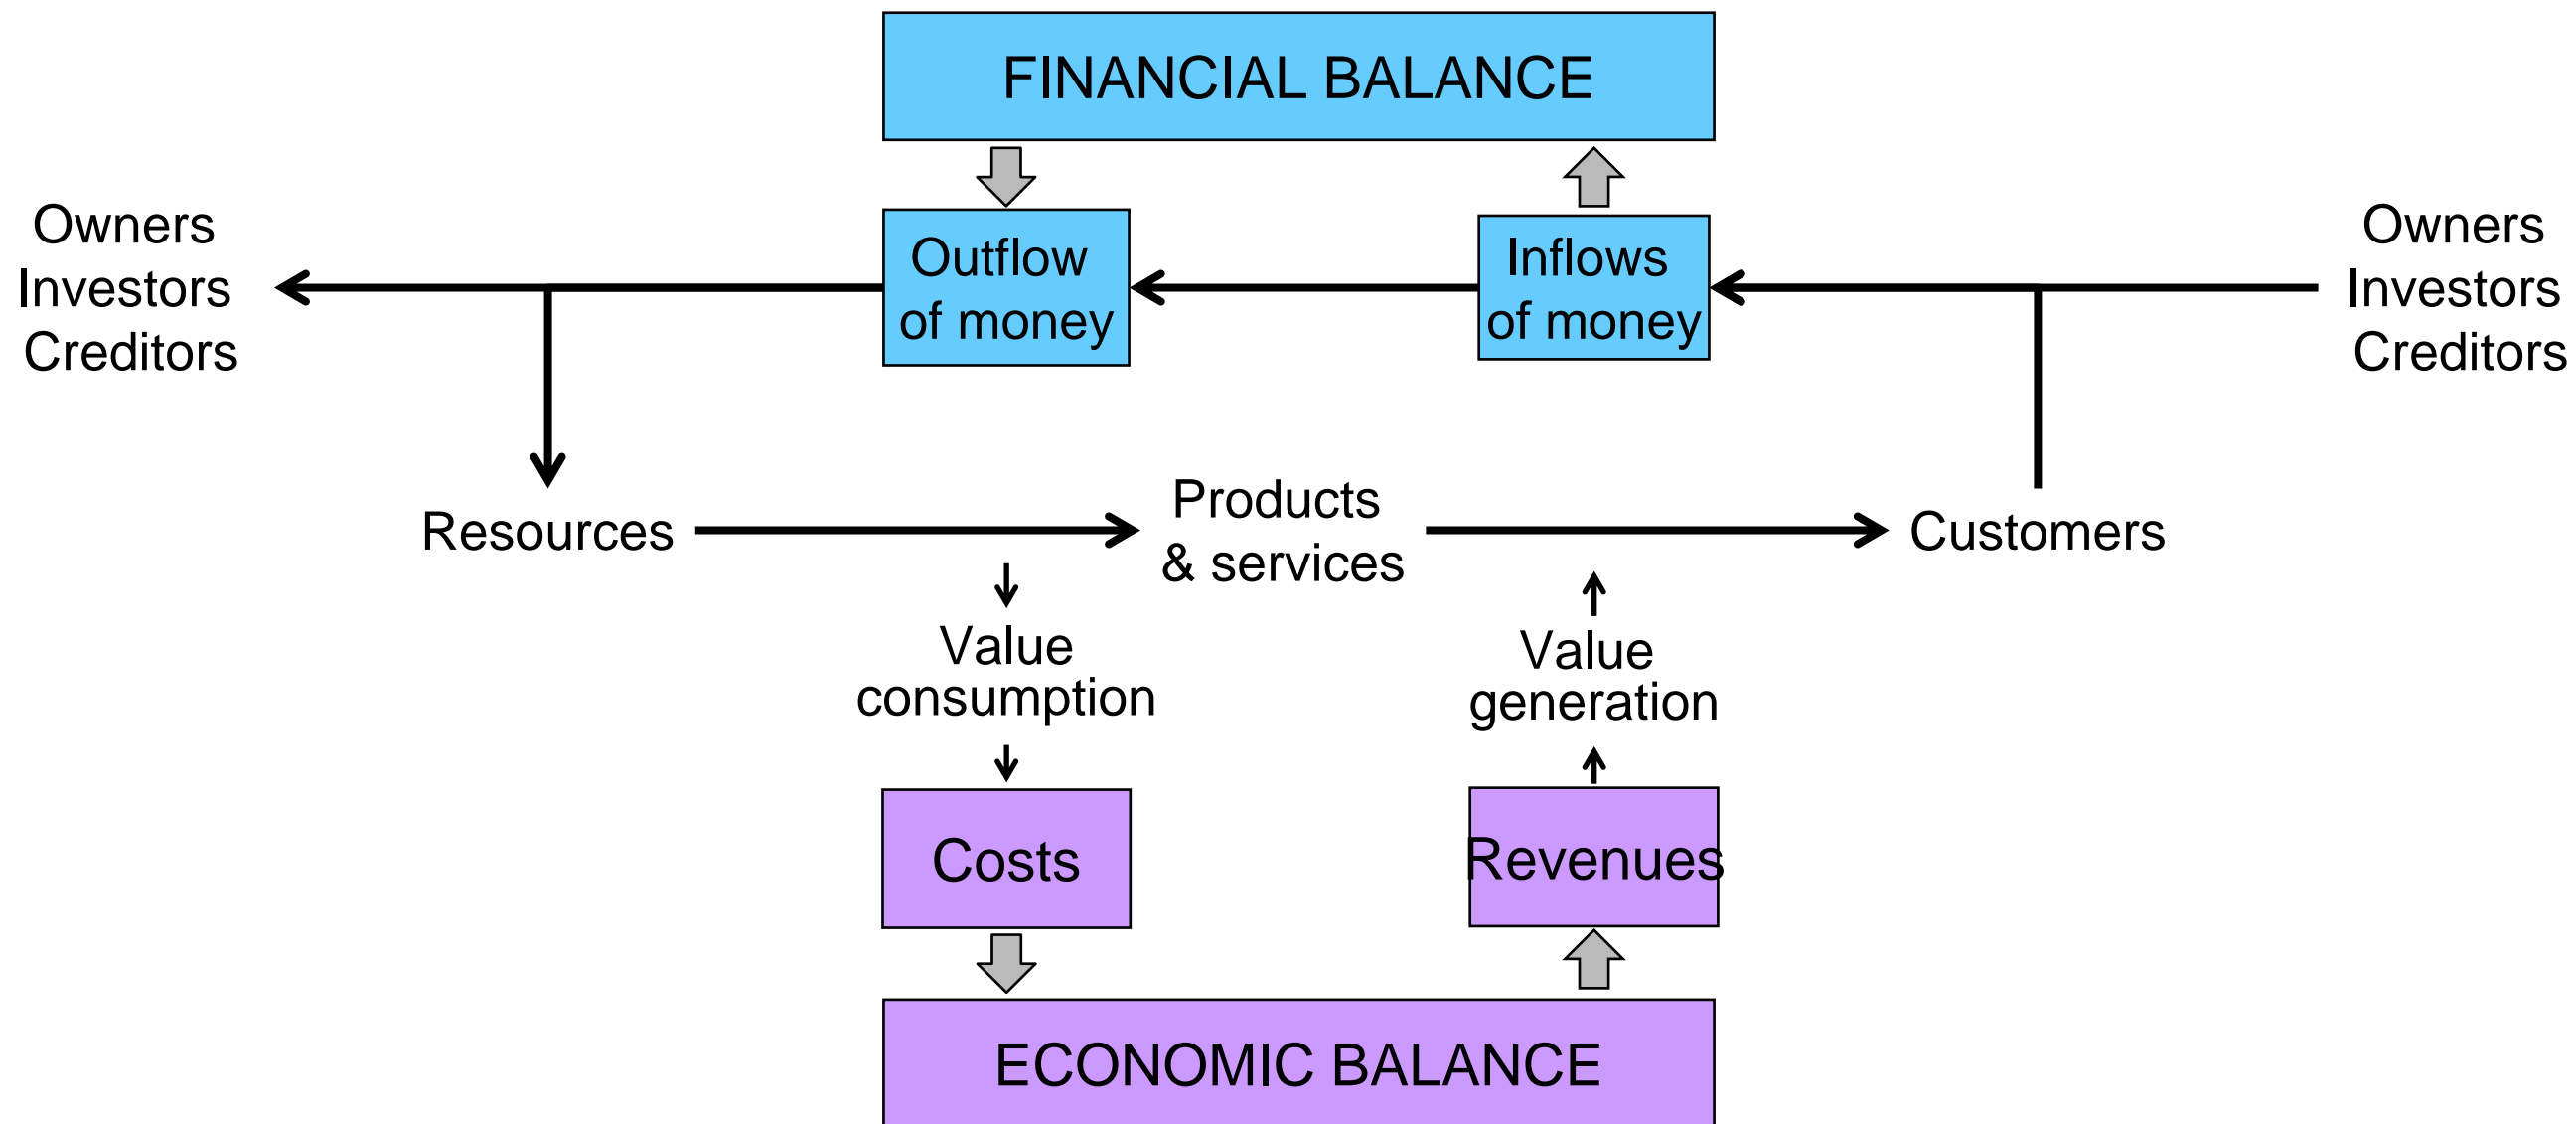 FINANCIAL BALANCE
Owners
Investors
Creditors
Outflow
of money
Inflows
of money
Owners
Investors
Creditors
Resources
Products
& services
Customers
Value
consumption
Value
generation
Costs
Revenues
ECONOMIC BALANCE